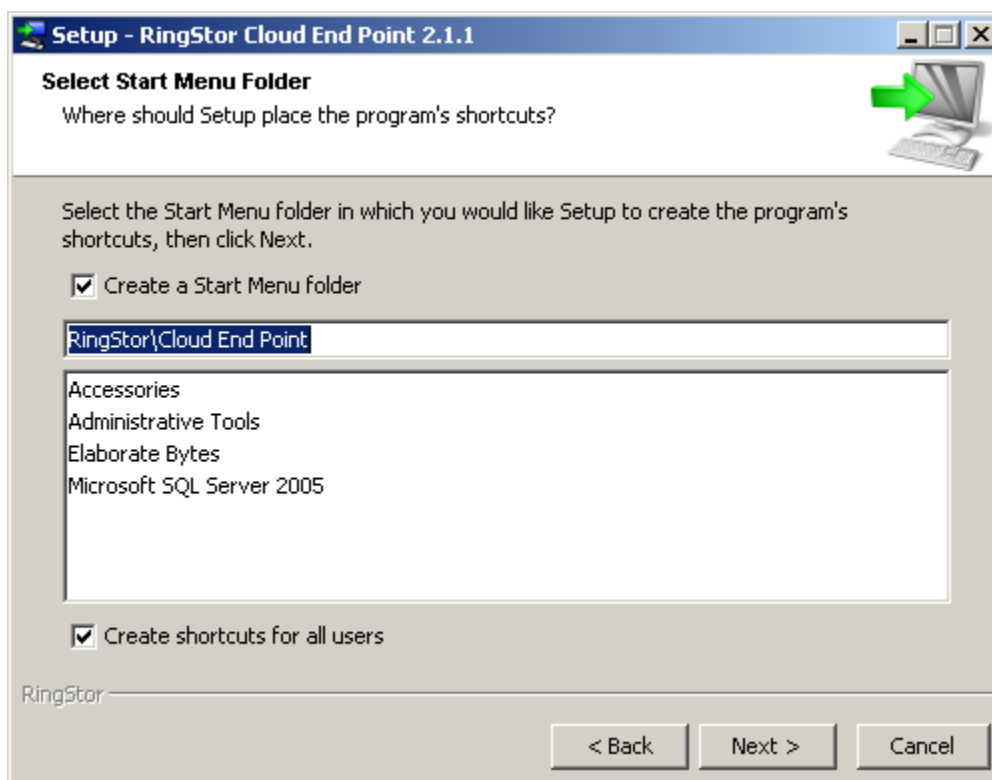 Setup - RingStor Cloud End Point 2.1.1
Select Start Menu Folder
Where should Setup place the program's shortcuts?
Select the Start Menu folder in which you would like Setup to create the program's
shortcuts, then click Next.
Create a Start Menu folder
RingStor\Cloud End Point
Accessories
Administrative Tools
Elaborate Bytes
Microsoft SQL Server 2005
Create shortcuts for all users
RingStor
< Back
Next >
Cancel